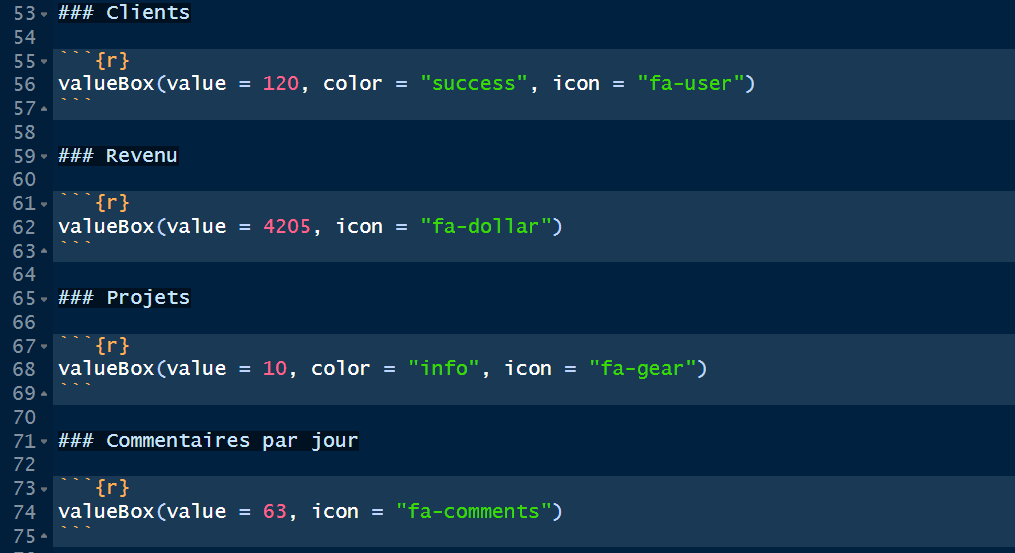 53 ### Clients
54
55 ```{r}
56 valueBox(value = 120, color = "success", icon = "fa-user")
57 ```
58
59 ### Revenu
60
61 ```{r}
62 valueBox(value = 4205, icon = "fa-dollar")
63 ```
64
65 ### Projets
66
67 ```{r}
68 valueBox(value = 10, color = "info", icon = "fa-gear")
69 ```
70
71 ### Commentaires par jour
72
73 ```{r}
74 valueBox(value = 63, icon = "fa-comments")
75 ```